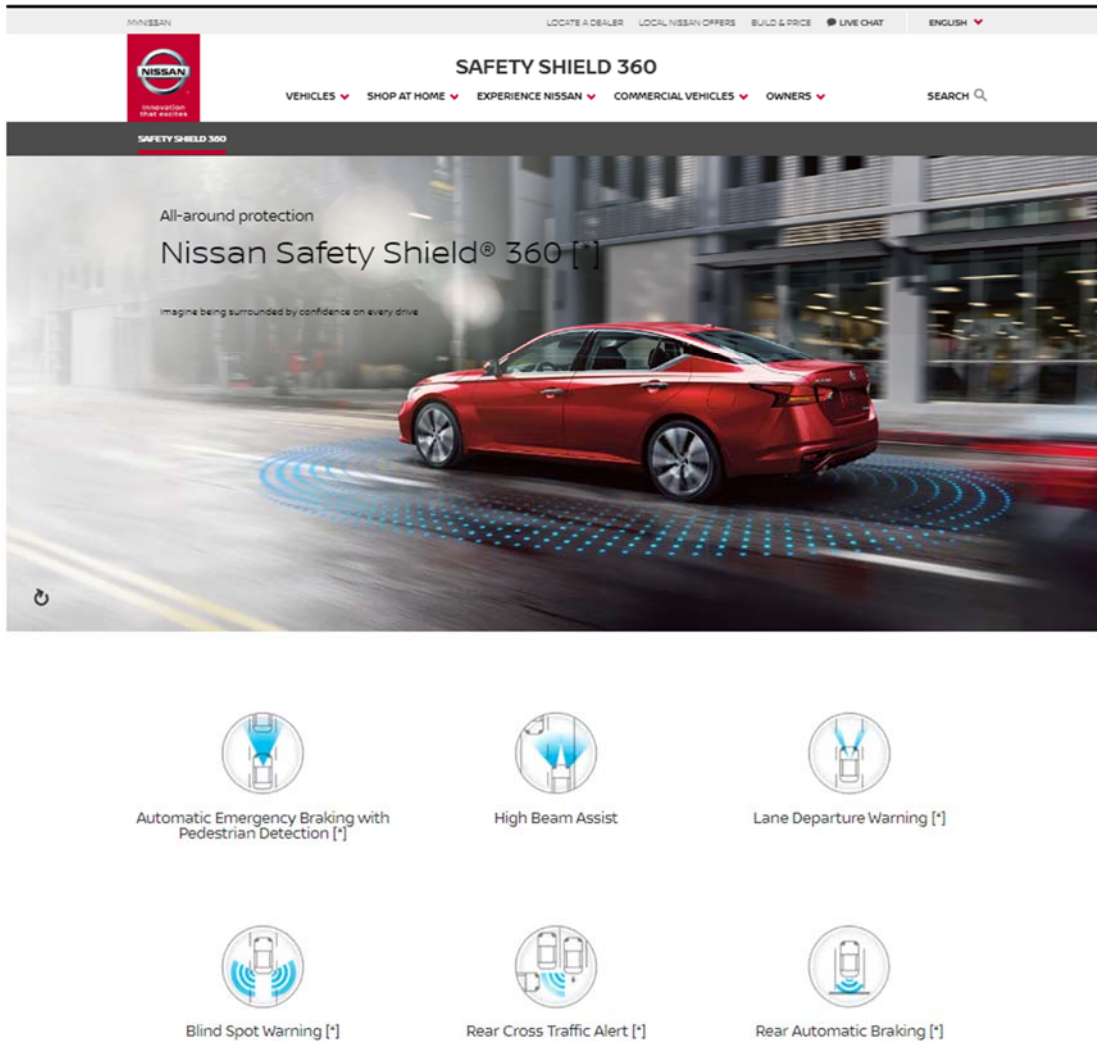 MYNISSAN
LOCATE A DEALER LOCAL NISSAN OFFERS BUILD & PRICE LIVE CHAT ENGLISH
NISSAN
Innovation
that excites
SAFETY SHIELD 360
VEHICLES SHOP AT HOME EXPERIENCE NISSAN COMMERCIAL VEHICLES OWNERS SEARCH
SAFETY SHIELD 360
All-around protection
Nissan Safety Shield® 360 [*]
Imagine being surrounded by confidence on every drive
Automatic Emergency Braking with
Pedestrian Detection [*]
High Beam Assist
Lane Departure Warning [*]
Blind Spot Warning [*]
Rear Cross Traffic Alert [*]
Rear Automatic Braking [*]